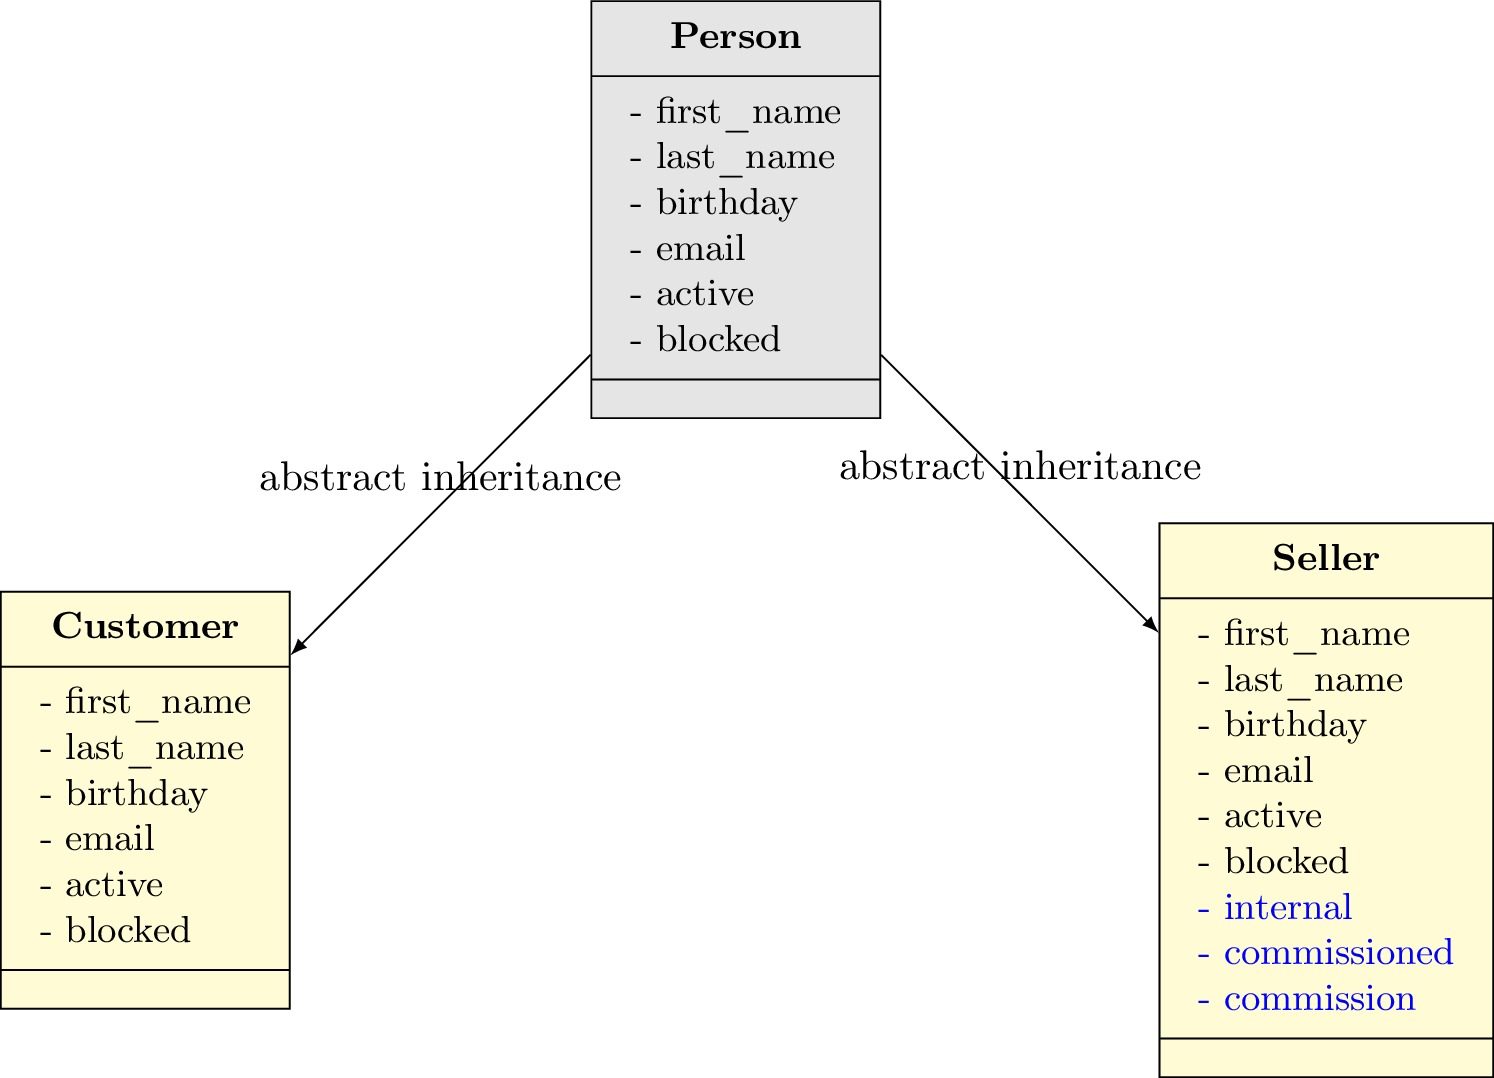 Person
- first_name
- last_name
- birthday
- email
- active
- blocked
abstract inheritance
abstract inheritance
Customer
- first_name
- last_name
- birthday
- email
- active
- blocked
Seller
- first_name
- last_name
- birthday
- email
- active
- blocked
- internal
- commissioned
- commission